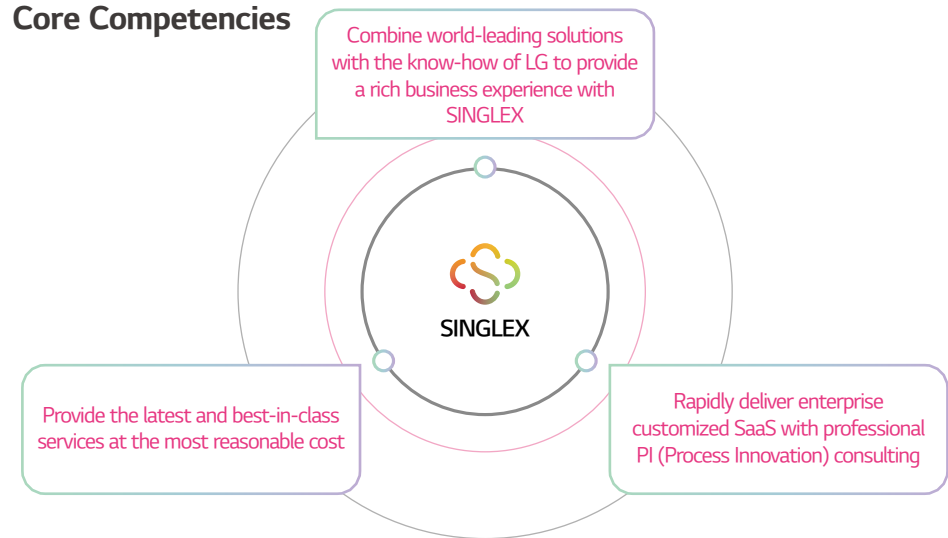 Core Competencies
Combine world-leading solutions
with the know-how of LG to provide
a rich business experience with
SINGLEX
SINGLEX
Provide the latest and best-in-class
services at the most reasonable cost
Rapidly deliver enterprise
customized SaaS with professional
PI (Process Innovation) consulting